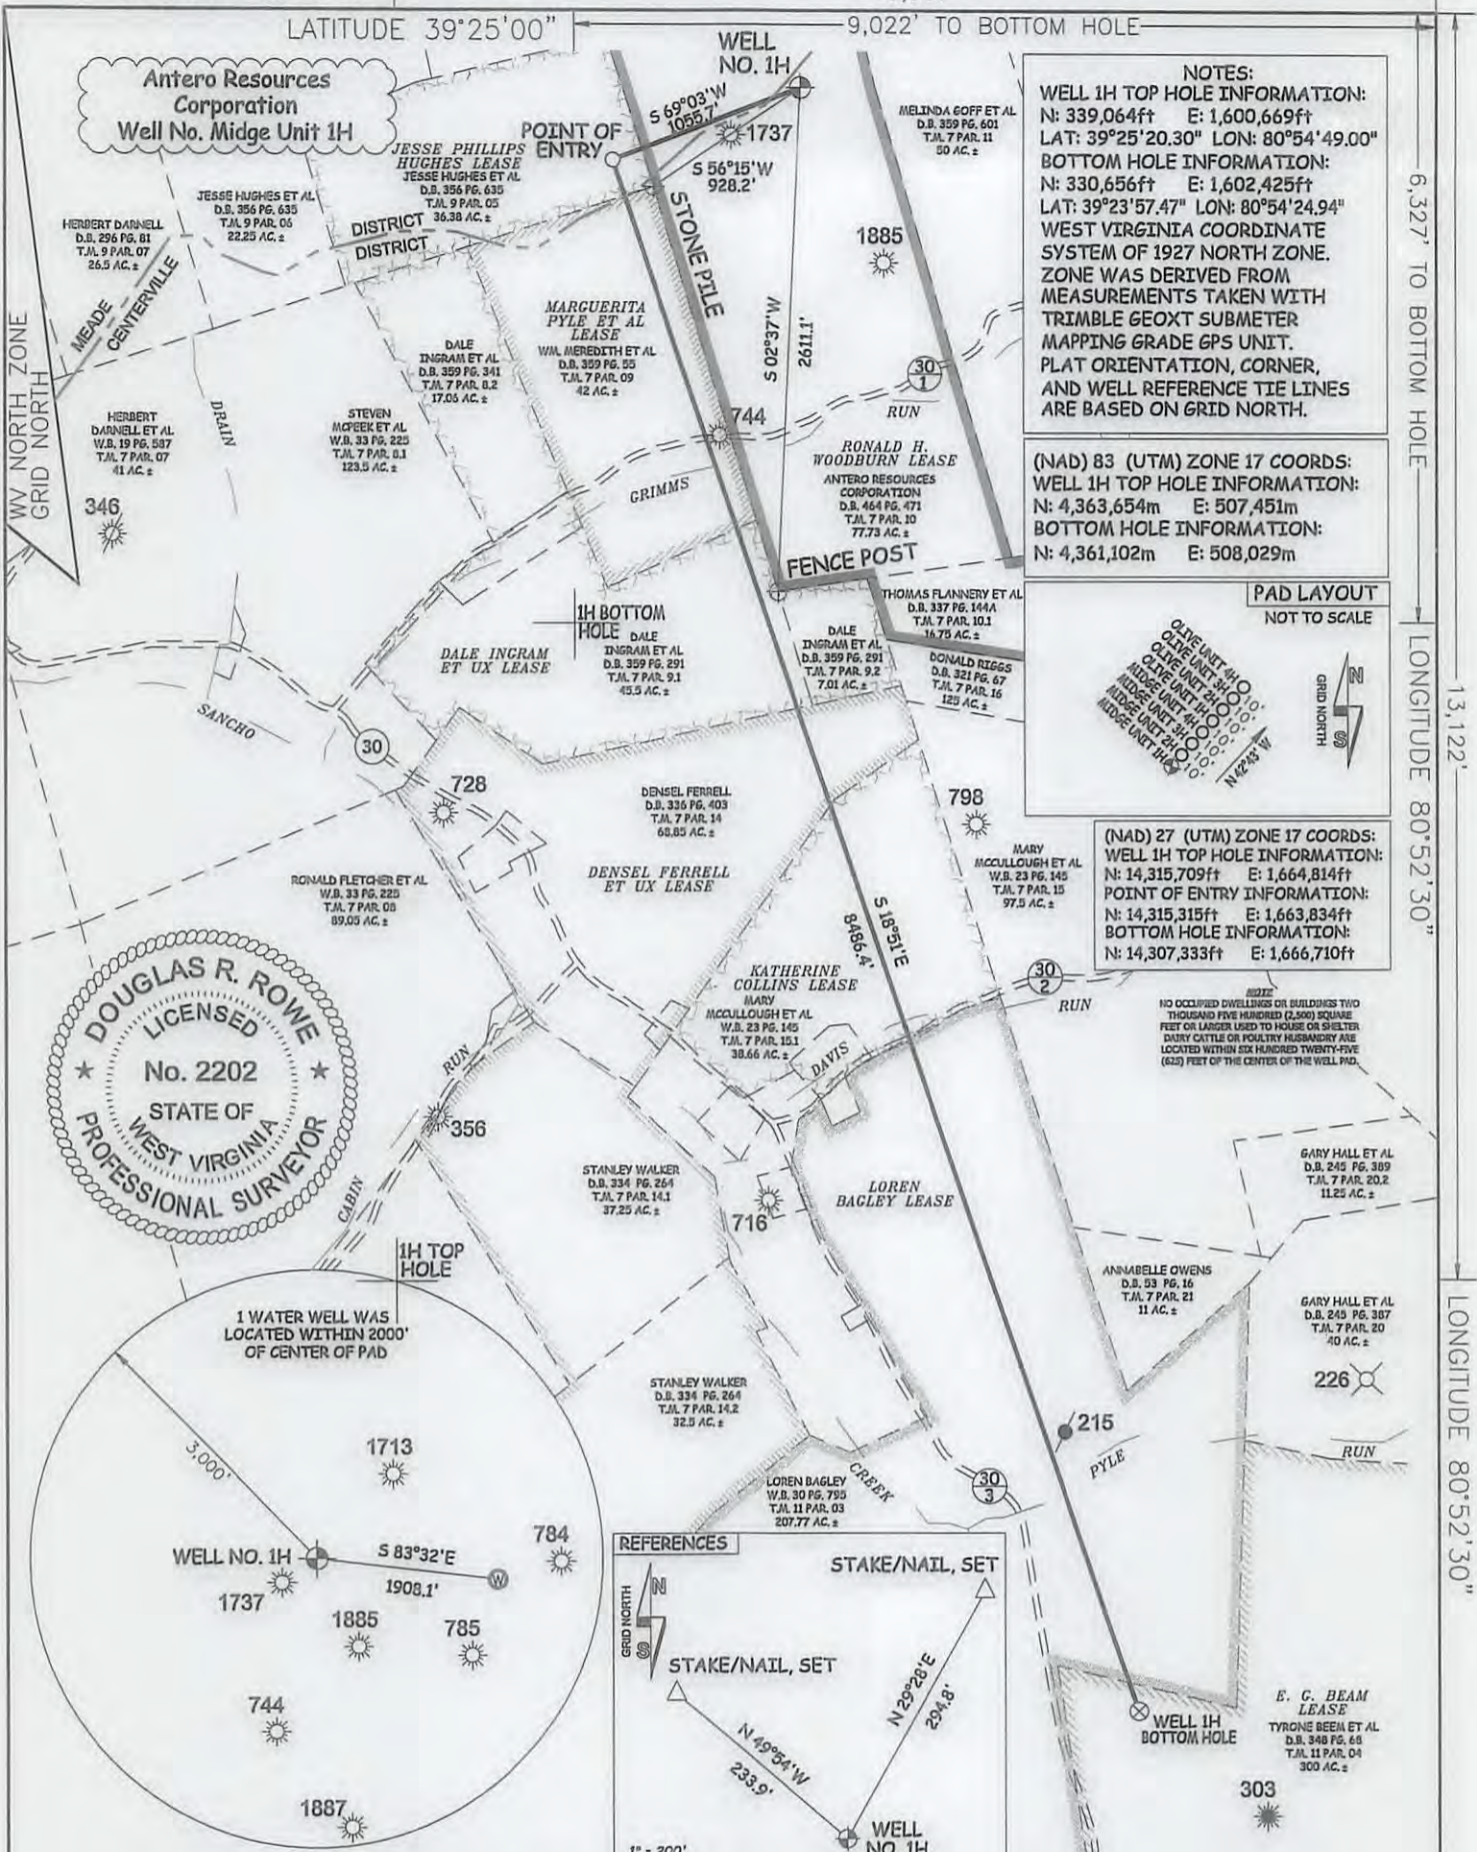 LATITUDE 39°25'00"
9,022' TO BOTTOM HOLE
Antero Resources
Corporation
Well No. Midge Unit 1H
WELL
NO. 1H
S 69°03'W
1055.7'
1737
POINT OF
ENTRY
S 56°15'W
928.2'
JESSE PHILLIPS
HUGHES LEASE
JESSE HUGHES ET AL
D.B. 356 PG. 635
T.M. 9 PAR. 05
36.38 AC. ±
JESSE HUGHES ET AL
D.B. 356 PG. 635
T.M. 9 PAR. 06
22.25 AC. ±
HERBERT DARNELL
D.B. 296 PG. 81
T.M. 9 PAR. 07
26.5 AC. ±
DISTRICT
DISTRICT
MEADE
CENTERVILLE
MELINDA GOFF ET AL
D.B. 359 PG. 601
T.M. 7 PAR. 11
50 AC. ±
NOTES:
WELL 1H TOP HOLE INFORMATION:
N: 339,064ft E: 1,600,669ft
LAT: 39°25'20.30" LON: 80°54'49.00"
BOTTOM HOLE INFORMATION:
N: 330,656ft E: 1,602,425ft
LAT: 39°23'57.47" LON: 80°54'24.94"
WEST VIRGINIA COORDINATE
SYSTEM OF 1927 NORTH ZONE.
ZONE WAS DERIVED FROM
MEASUREMENTS TAKEN WITH
TRIMBLE GEOXT SUBMETER
MAPPING GRADE GPS UNIT.
PLAT ORIENTATION, CORNER,
AND WELL REFERENCE TIE LINES
ARE BASED ON GRID NORTH.
6,327' TO BOTTOM HOLE
STONE PILE
1885
S 02°37'W
2611.1'
MARGUERITA
PYLE ET AL
LEASE
WM. MEREDITH ET AL
D.B. 359 PG. 55
T.M. 7 PAR. 09
42 AC. ±
DALE
INGRAM ET AL
D.B. 359 PG. 341
T.M. 7 PAR. 8.2
17.06 AC. ±
STEVEN
MCPEEK ET AL
W.B. 33 PG. 225
T.M. 7 PAR. 8.1
123.5 AC. ±
DRAIN
WV NORTH ZONE
GRID NORTH
HERBERT
DARNELL ET AL
W.B. 19 PG. 587
T.M. 7 PAR. 07
41 AC. ±
346
30
1
RUN
744
GRIMMS
RONALD H.
WOODBURN LEASE
ANTERO RESOURCES
CORPORATION
D.B. 464 PG. 471
T.M. 7 PAR. 10
77.73 AC. ±
(NAD) 83 (UTM) ZONE 17 COORDS:
WELL 1H TOP HOLE INFORMATION:
N: 4,363,654m E: 507,451m
BOTTOM HOLE INFORMATION:
N: 4,361,102m E: 508,029m
FENCE POST
THOMAS FLANNERY ET AL
D.B. 337 PG. 144A
T.M. 7 PAR. 10.1
16.75 AC. ±
1H BOTTOM
HOLE
DALE INGRAM
ET UX LEASE
DALE
INGRAM ET AL
D.B. 359 PG. 291
T.M. 7 PAR. 9.1
45.5 AC. ±
DALE
INGRAM ET AL
D.B. 359 PG. 291
T.M. 7 PAR. 9.2
7.01 AC. ±
DONALD RIGGS
D.B. 321 PG. 67
T.M. 7 PAR. 16
125 AC. ±
PAD LAYOUT
NOT TO SCALE
OLIVE UNIT 4H
OLIVE UNIT 3H
OLIVE UNIT 2H
OLIVE UNIT 1H
MIDGE UNIT 4H
MIDGE UNIT 3H
MIDGE UNIT 2H
MIDGE UNIT 1H
10'
10'
10'
10'
10'
10'
10'
N 42°43' W
GRID NORTH
N
S
LONGITUDE 80°52'30"
13,122'
SANCHO
30
728
DENSEL FERRELL
D.B. 336 PG. 403
T.M. 7 PAR. 14
68.85 AC. ±
DENSEL FERRELL
ET UX LEASE
798
MARY
MCCULLOUGH ET AL
W.B. 23 PG. 145
T.M. 7 PAR. 15
97.5 AC. ±
(NAD) 27 (UTM) ZONE 17 COORDS:
WELL 1H TOP HOLE INFORMATION:
N: 14,315,709ft E: 1,664,814ft
POINT OF ENTRY INFORMATION:
N: 14,315,315ft E: 1,663,834ft
BOTTOM HOLE INFORMATION:
N: 14,307,333ft E: 1,666,710ft
RONALD FLETCHER ET AL
W.B. 33 PG. 225
T.M. 7 PAR. 08
89.05 AC. ±
S 18°51'E
8486.4'
DOUGLAS R. ROWE
LICENSED
No. 2202
STATE OF
WEST VIRGINIA
PROFESSIONAL SURVEYOR
KATHERINE
COLLINS LEASE
MARY
MCCULLOUGH ET AL
W.B. 23 PG. 145
T.M. 7 PAR. 15.1
38.66 AC. ±
30
2
RUN
DAVIS
NOTE
NO OCCUPIED DWELLINGS OR BUILDINGS TWO
THOUSAND FIVE HUNDRED (2,500) SQUARE
FEET OR LARGER USED TO HOUSE OR SHELTER
DAIRY CATTLE OR POULTRY HUSBANDRY ARE
LOCATED WITHIN SIX HUNDRED TWENTY-FIVE
(625) FEET OF THE CENTER OF THE WELL PAD.
RUN
356
CABIN
STANLEY WALKER
D.B. 334 PG. 264
T.M. 7 PAR. 14.1
37.25 AC. ±
716
LOREN
BAGLEY LEASE
GARY HALL ET AL
D.B. 245 PG. 389
T.M. 7 PAR. 20.2
11.25 AC. ±
1H TOP
HOLE
ANNABELLE OWENS
D.B. 53 PG. 16
T.M. 7 PAR. 21
11 AC. ±
GARY HALL ET AL
D.B. 245 PG. 387
T.M. 7 PAR. 20
40 AC. ±
226
LONGITUDE 80°52'30"
1 WATER WELL WAS
LOCATED WITHIN 2000'
OF CENTER OF PAD
3,000'
STANLEY WALKER
D.B. 334 PG. 264
T.M. 7 PAR. 14.2
32.5 AC. ±
215
PYLE
RUN
1713
CREEK
LOREN BAGLEY
W.B. 30 PG. 795
T.M. 11 PAR. 03
207.77 AC. ±
30
3
WELL NO. 1H
S 83°32'E
1908.1'
W
784
1737
1885
785
744
1887
REFERENCES
GRID NORTH
N
S
STAKE/NAIL, SET
STAKE/NAIL, SET
N 29°28'E
294.8'
N 49°54'W
233.9'
WELL
NO. 1H
1" = 200'
WELL 1H
BOTTOM HOLE
E. G. BEAM
LEASE
TYRONE BEEM ET AL
D.B. 348 PG. 68
T.M. 11 PAR. 04
300 AC. ±
303